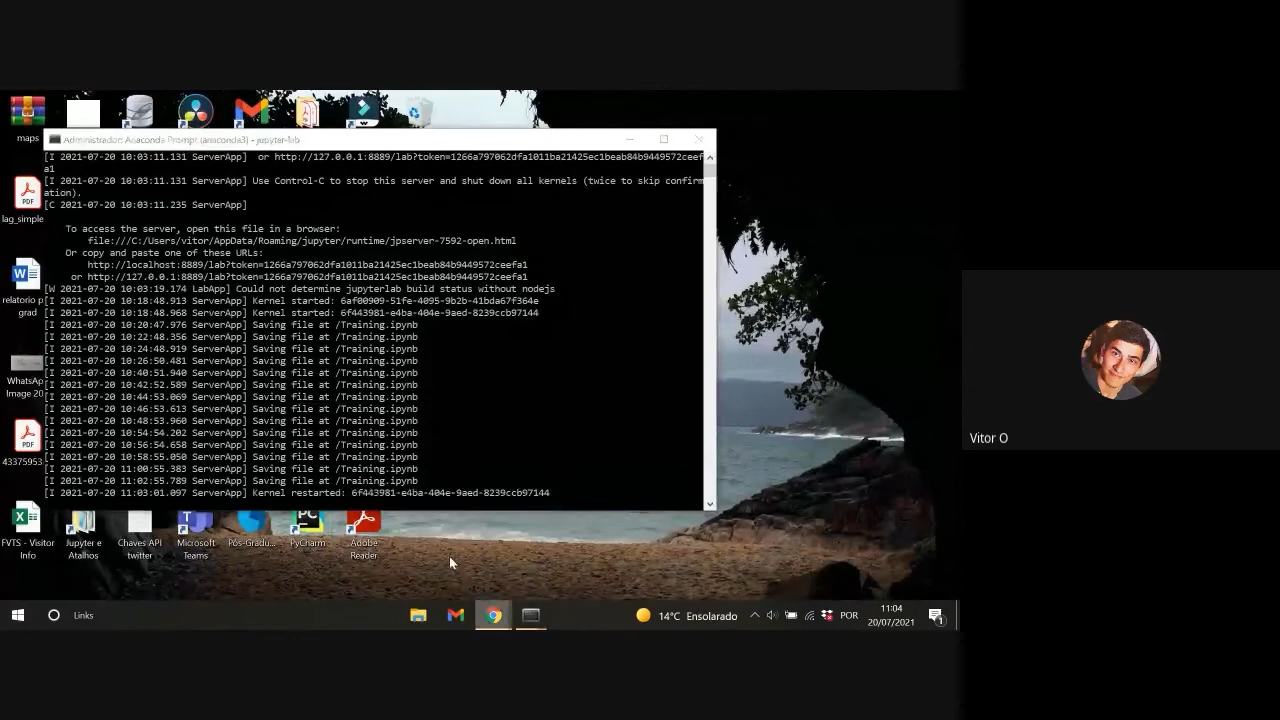 maps
Administrador: Anaconda Prompt (anaconda3) - jupyter-lab
[I 2021-07-20 10:03:11.131 ServerApp]  or http://127.0.0.1:8889/lab?token=1266a797062dfa1011ba21425ec1beab84b9449572ceef
a1
[I 2021-07-20 10:03:11.131 ServerApp] Use Control-C to stop this server and shut down all kernels (twice to skip confirm
ation).
[C 2021-07-20 10:03:11.235 ServerApp]
To access the server, open this file in a browser:
file:///C:/Users/vitor/AppData/Roaming/jupyter/runtime/jpserver-7592-open.html
Or copy and paste one of these URLs:
http://localhost:8889/lab?token=1266a797062dfa1011ba21425ec1beab84b9449572ceefa1
or http://127.0.0.1:8889/lab?token=1266a797062dfa1011ba21425ec1beab84b9449572ceefa1
[W 2021-07-20 10:03:19.174 LabApp] Could not determine jupyterlab build status without nodejs
[I 2021-07-20 10:18:48.913 ServerApp] Kernel started: 6af00909-51fe-4095-9b2b-41bda67f364e
[I 2021-07-20 10:18:48.968 ServerApp] Kernel started: 6f443981-e4ba-404e-9aed-8239ccb97144
[I 2021-07-20 10:20:47.976 ServerApp] Saving file at /Training.ipynb
[I 2021-07-20 10:22:48.356 ServerApp] Saving file at /Training.ipynb
[I 2021-07-20 10:24:48.919 ServerApp] Saving file at /Training.ipynb
[I 2021-07-20 10:26:50.481 ServerApp] Saving file at /Training.ipynb
[I 2021-07-20 10:40:51.940 ServerApp] Saving file at /Training.ipynb
[I 2021-07-20 10:42:52.589 ServerApp] Saving file at /Training.ipynb
[I 2021-07-20 10:44:53.069 ServerApp] Saving file at /Training.ipynb
[I 2021-07-20 10:46:53.613 ServerApp] Saving file at /Training.ipynb
[I 2021-07-20 10:48:53.960 ServerApp] Saving file at /Training.ipynb
[I 2021-07-20 10:54:54.202 ServerApp] Saving file at /Training.ipynb
[I 2021-07-20 10:56:54.658 ServerApp] Saving file at /Training.ipynb
[I 2021-07-20 10:58:55.050 ServerApp] Saving file at /Training.ipynb
[I 2021-07-20 11:00:55.383 ServerApp] Saving file at /Training.ipynb
[I 2021-07-20 11:02:55.789 ServerApp] Saving file at /Training.ipynb
[I 2021-07-20 11:03:01.097 ServerApp] Kernel restarted: 6f443981-e4ba-404e-9aed-8239ccb97144
PDF
lag_simple
relatorio p
grad
WhatsAp
Image 20
PDF
43375953
FVTS - Visitor
Info
Jupyter e
Atalhos
Chaves API
twitter
Microsoft
Teams
Pós-Gradu...
PyCharm
Adobe
Reader
Links
14°C Ensolarado
POR
11:04
20/07/2021
1
Vitor O